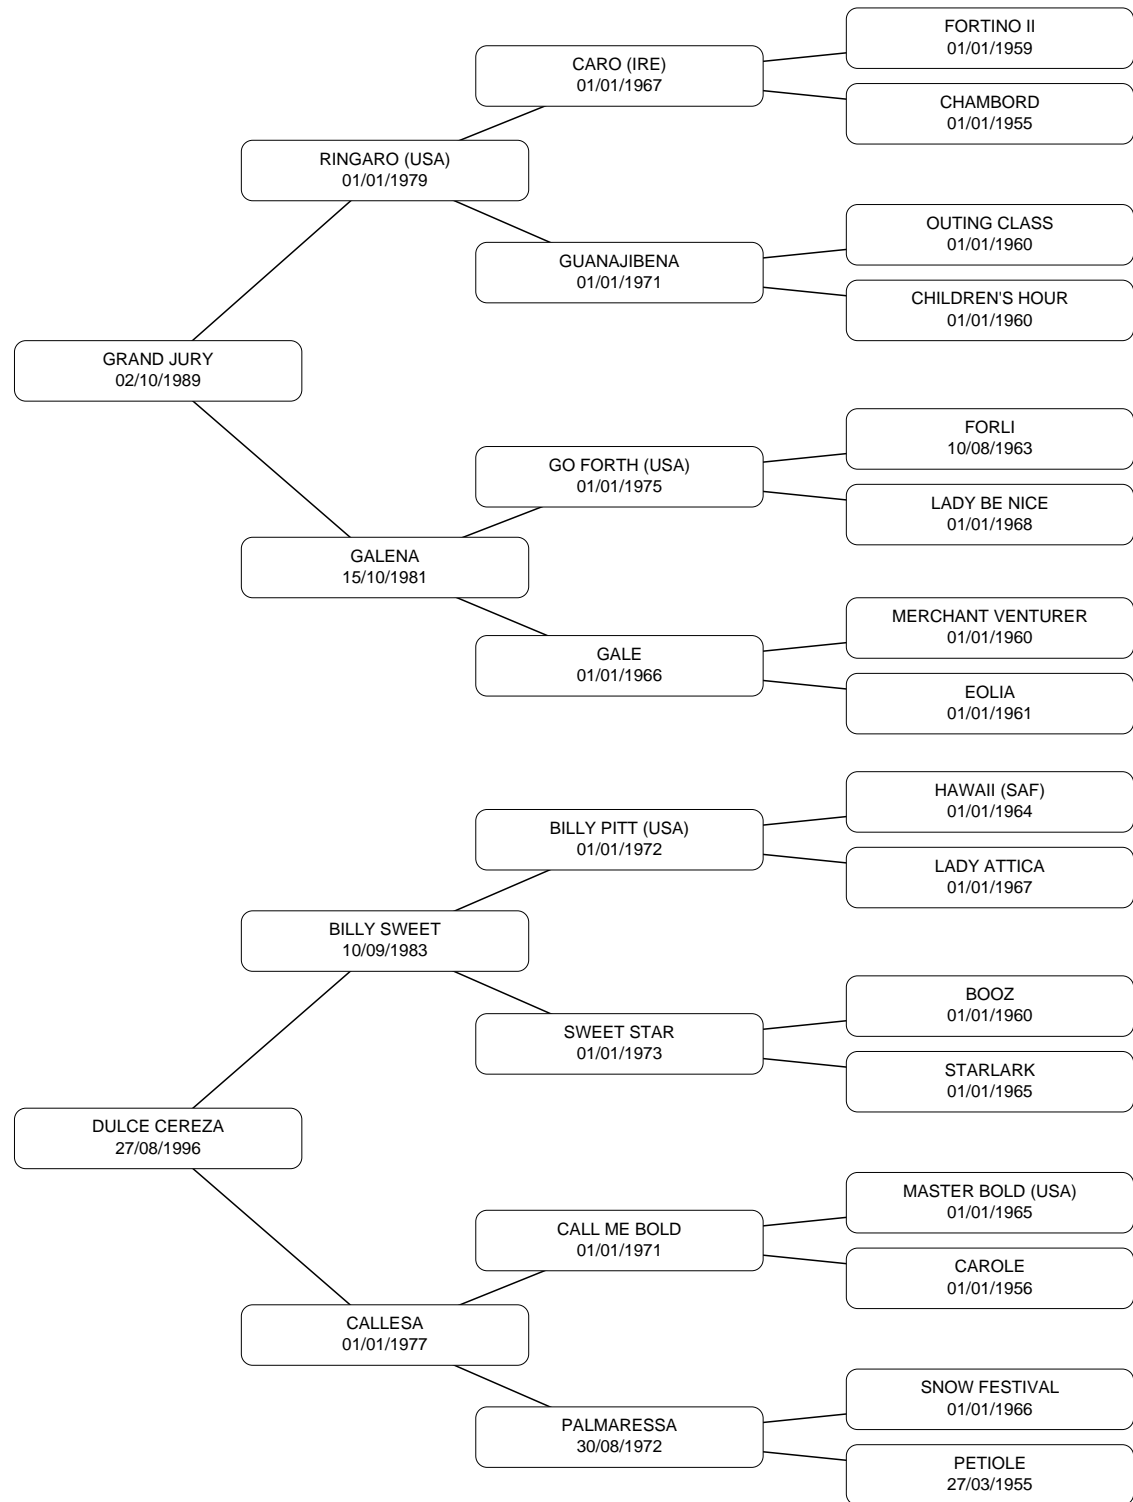 FORTINO II
01/01/1959
CARO (IRE)
01/01/1967
CHAMBORD
01/01/1955
RINGARO (USA)
01/01/1979
OUTING CLASS
01/01/1960
GUANAJIBENA
01/01/1971
CHILDREN'S HOUR
01/01/1960
GRAND JURY
02/10/1989
FORLI
10/08/1963
GO FORTH (USA)
01/01/1975
LADY BE NICE
01/01/1968
GALENA
15/10/1981
MERCHANT VENTURER
01/01/1960
GALE
01/01/1966
EOLIA
01/01/1961
HAWAII (SAF)
01/01/1964
BILLY PITT (USA)
01/01/1972
LADY ATTICA
01/01/1967
BILLY SWEET
10/09/1983
BOOZ
01/01/1960
SWEET STAR
01/01/1973
STARLARK
01/01/1965
DULCE CEREZA
27/08/1996
MASTER BOLD (USA)
01/01/1965
CALL ME BOLD
01/01/1971
CAROLE
01/01/1956
CALLESA
01/01/1977
SNOW FESTIVAL
01/01/1966
PALMARESSA
30/08/1972
PETIOLE
27/03/1955